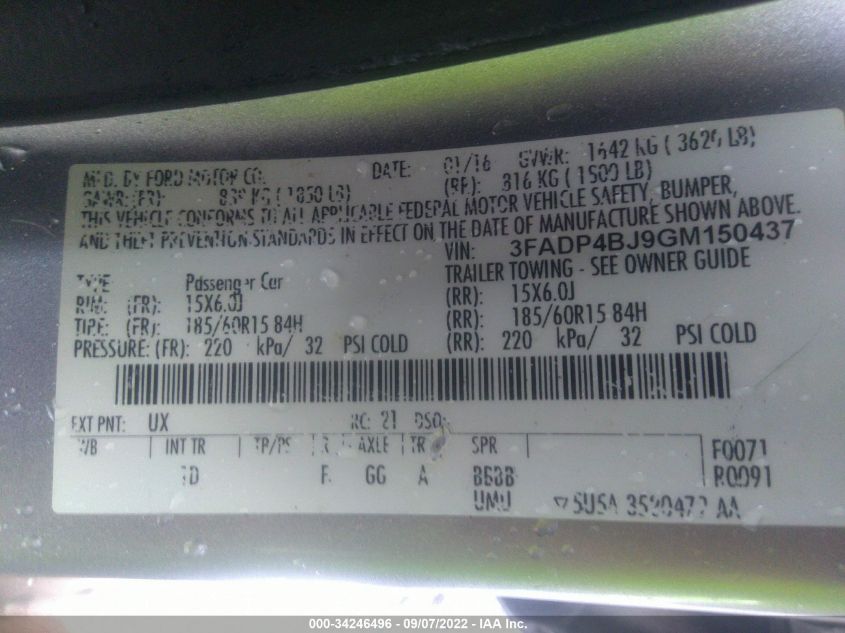 MFD. BY FORD MOTOR CO. DATE: 01/16 GVWR: 1642 KG ( 3620 LB)
GAWR: (FR): 839 KG ( 1850 LB) (RR): 816 KG ( 1500 LB)
THIS VEHICLE CONFORMS TO ALL APPLICABLE FEDERAL MOTOR VEHICLE SAFETY, BUMPER,
AND THEFT PREVENTION STANDARDS IN EFFECT ON THE DATE OF MANUFACTURE SHOWN ABOVE.
VIN: 3FADP4BJ9GM150437
TYPE Passenger Car TRAILER TOWING - SEE OWNER GUIDE
RIM: (FR): 15X6.0J (RR): 15X6.0J
TIRE: (FR): 185/60R15 84H (RR): 185/60R15 84H
PRESSURE: (FR): 220 kPa/ 32 PSI COLD (RR): 220 kPa/ 32 PSI COLD
EXT PNT: UX RC: 21 DSO:
WB INT TR TP/PS R AXLE TR SPR F0071
GG A BBBB R0091
UMU 5U5A
000-34246496 - 09/07/2022 - IAA Inc.